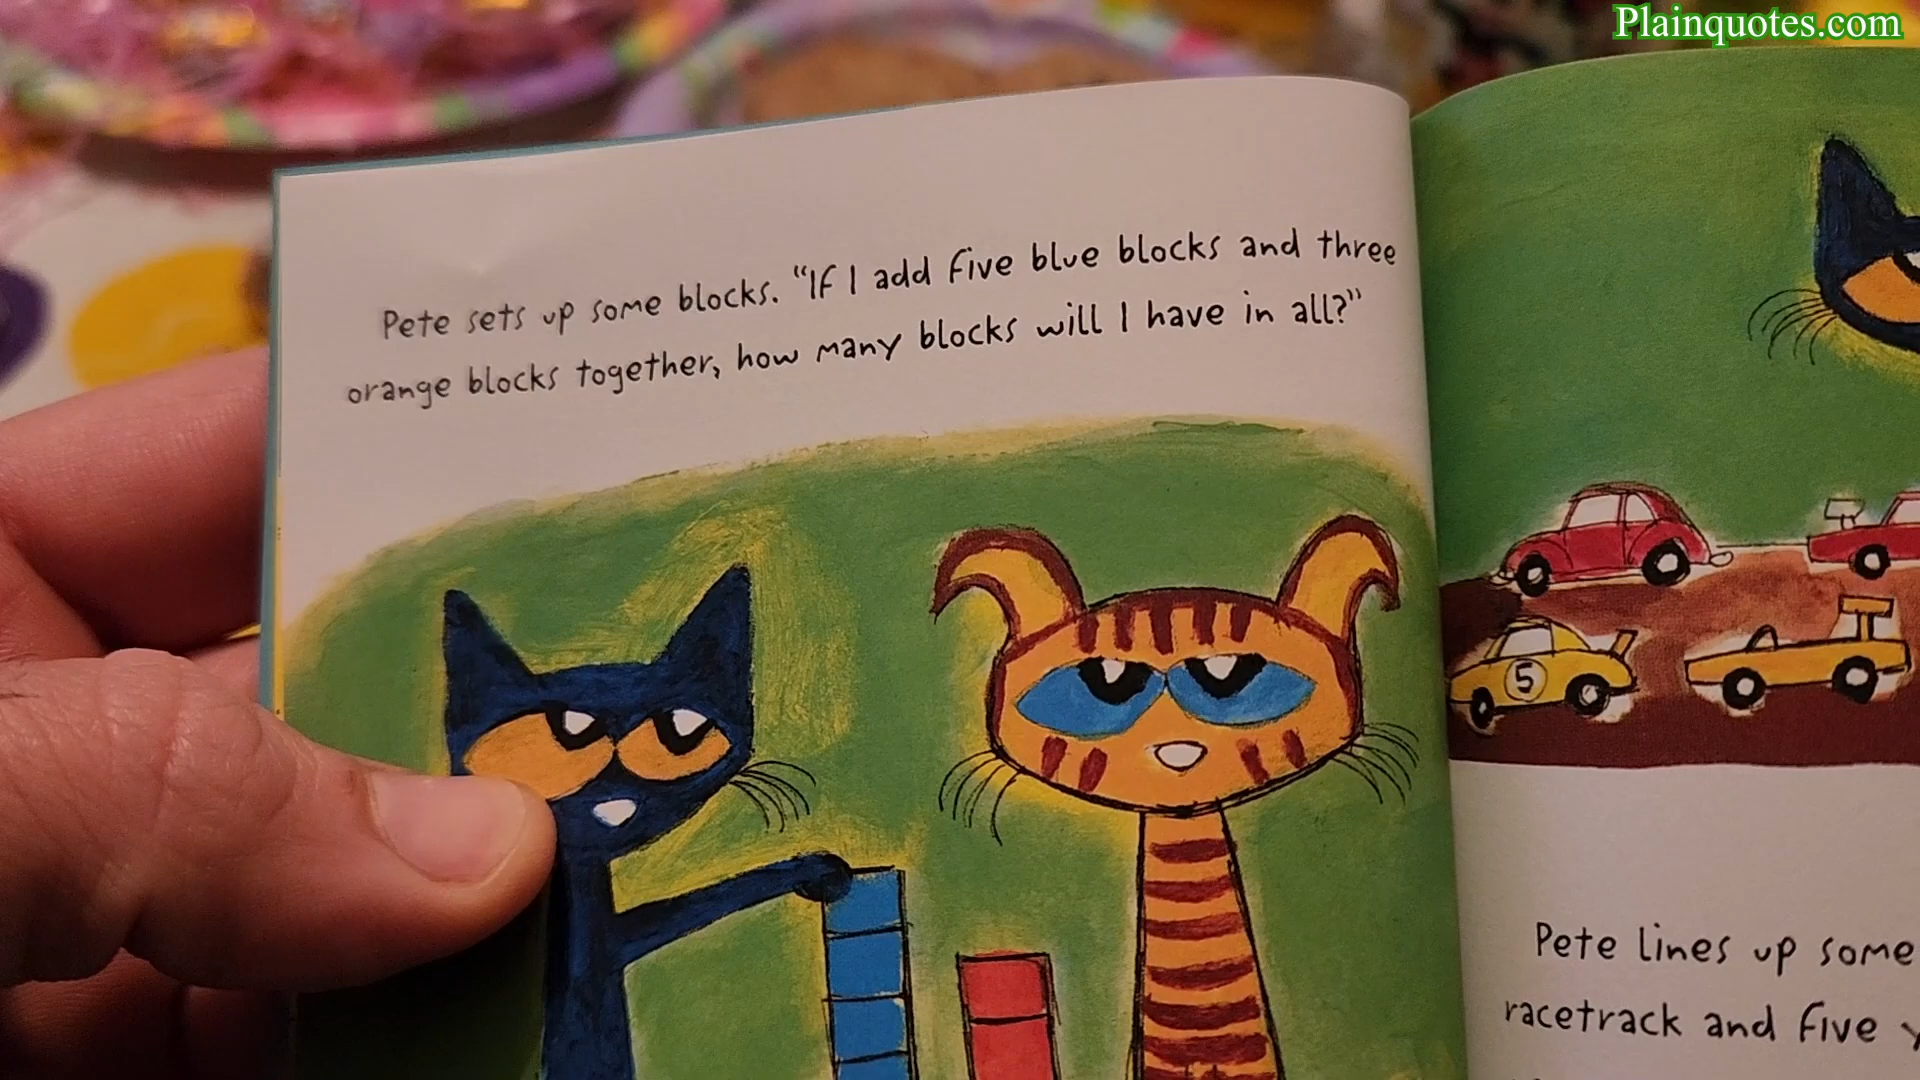 Plainquotes.com
Pete sets up some blocks. “If I add five blue blocks and three
orange blocks together, how many blocks will I have in all?”
5
Pete lines up some
racetrack and five